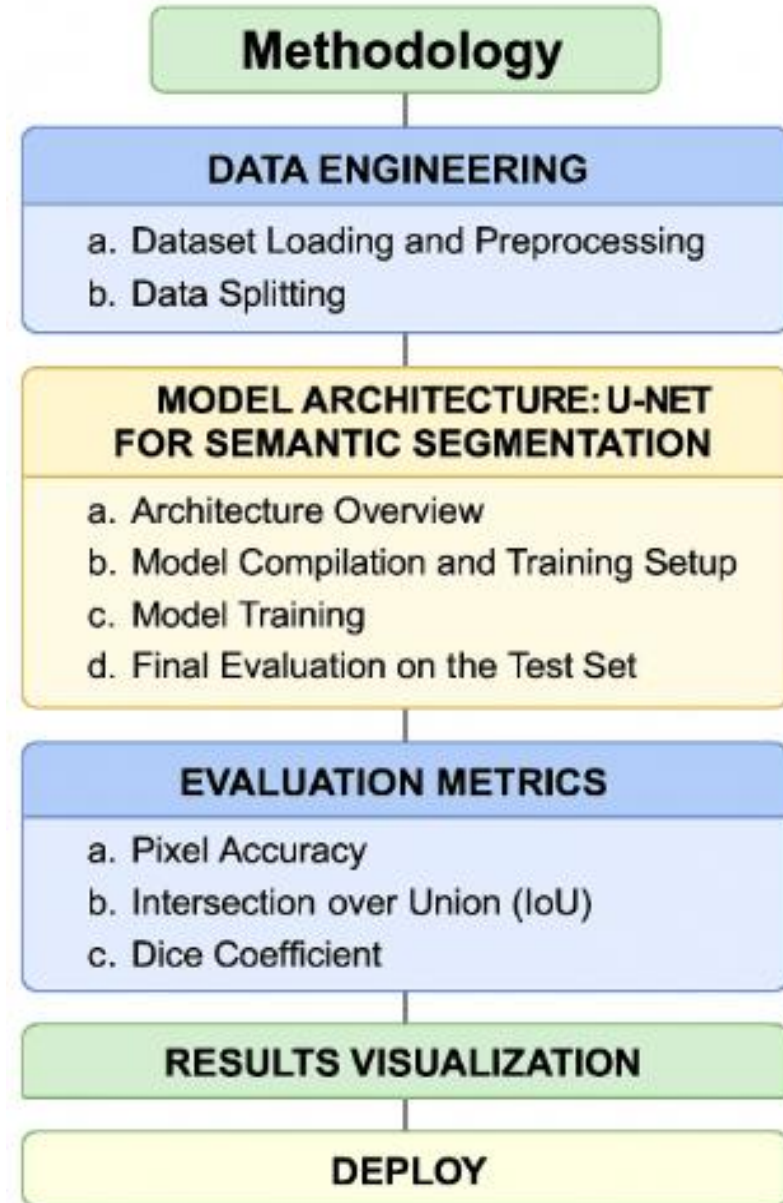 Methodology
DATA ENGINEERING
a. Dataset Loading and Preprocessing
b. Data Splitting
MODEL ARCHITECTURE: U-NET
FOR SEMANTIC SEGMENTATION
a. Architecture Overview
b. Model Compilation and Training Setup
c. Model Training
d. Final Evaluation on the Test Set
EVALUATION METRICS
a. Pixel Accuracy
b. Intersection over Union (IoU)
c. Dice Coefficient
RESULTS VISUALIZATION
DEPLOY